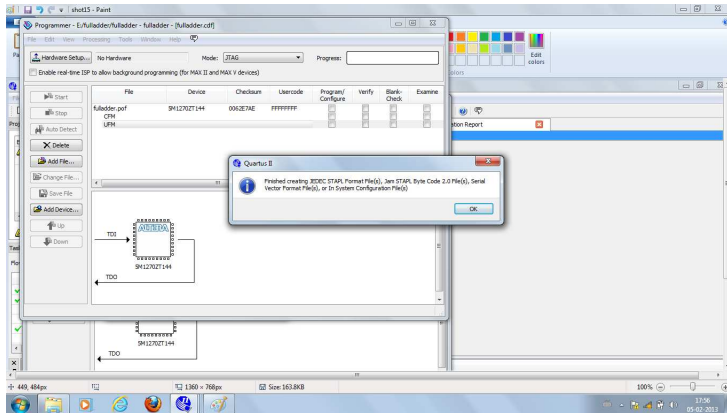 shot15 - Paint
Programmer - E:/fulladder/fulladder - fulladder - [fulladder.cdf]
File Edit View Processing Tools Window Help
Hardware Setup... No Hardware Mode: JTAG Progress:
Enable real-time ISP to allow background programming (for MAX II and MAX V devices)
Edit colors
Start
Stop
Auto Detect
Delete
Add File...
Change File...
Save File
Add Device...
Up
Down
File Device Checksum Usercode Program/Configure Verify Blank-Check Examine
fulladder.pof 5M1270ZT144 0062E7AE FFFFFFFF
CFM
UFM
Quartus II
Finished creating JEDEC STAPL Format File(s), Jam STAPL Byte Code 2.0 File(s), Serial
Vector Format File(s), or In System Configuration File(s)
OK
TDI
ALTERA
5M1270ZT144
TDO
5M1270ZT144
TDO
449, 484px
1360 × 768px
Size: 163.8KB
100%
17:56
05-02-2013